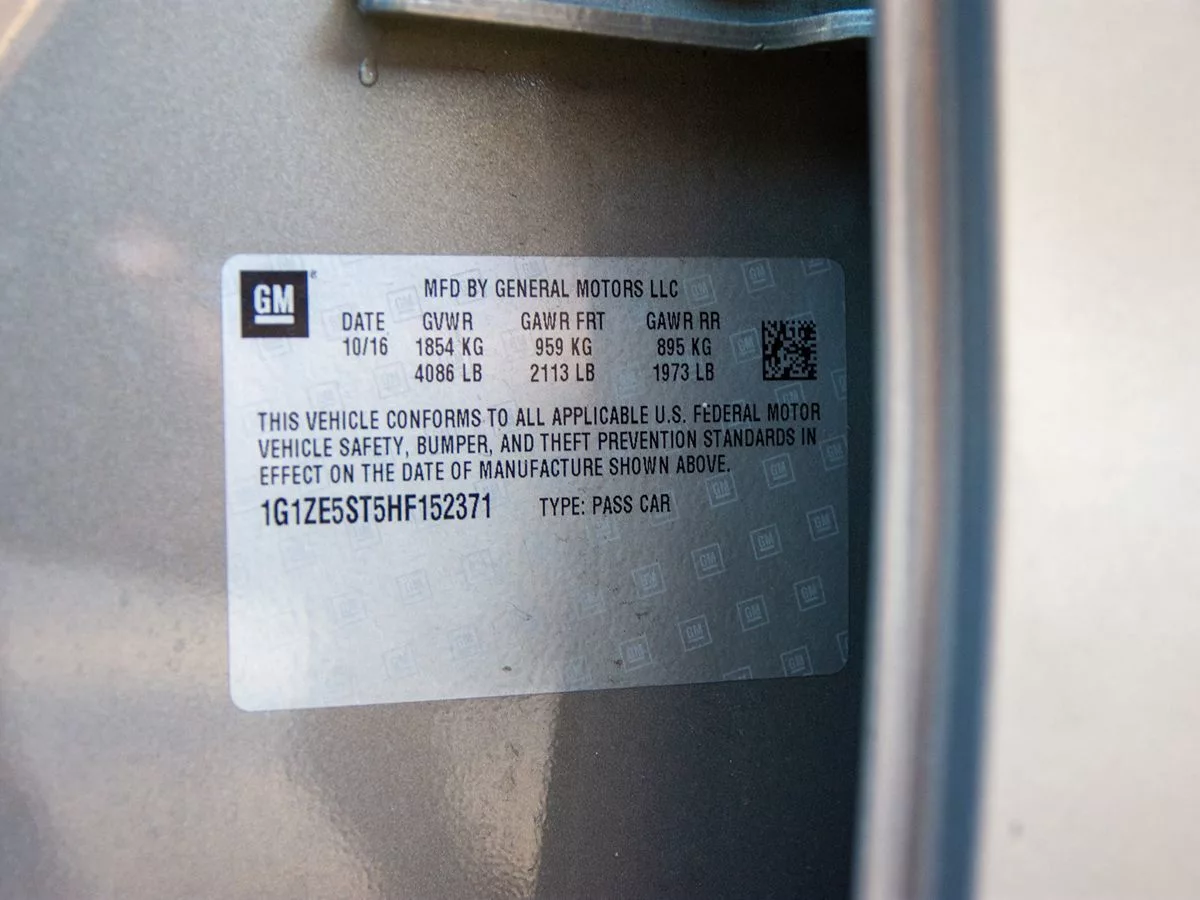 GM
MFD BY GENERAL MOTORS LLC
DATE GVWR GAWR FRT GAWR RR
10/16 1854 KG 959 KG 895 KG
4086 LB 2113 LB 1973 LB
THIS VEHICLE CONFORMS TO ALL APPLICABLE U.S. FEDERAL MOTOR
VEHICLE SAFETY, BUMPER, AND THEFT PREVENTION STANDARDS IN
EFFECT ON THE DATE OF MANUFACTURE SHOWN ABOVE.
1G1ZE5ST5HF152371 TYPE: PASS CAR